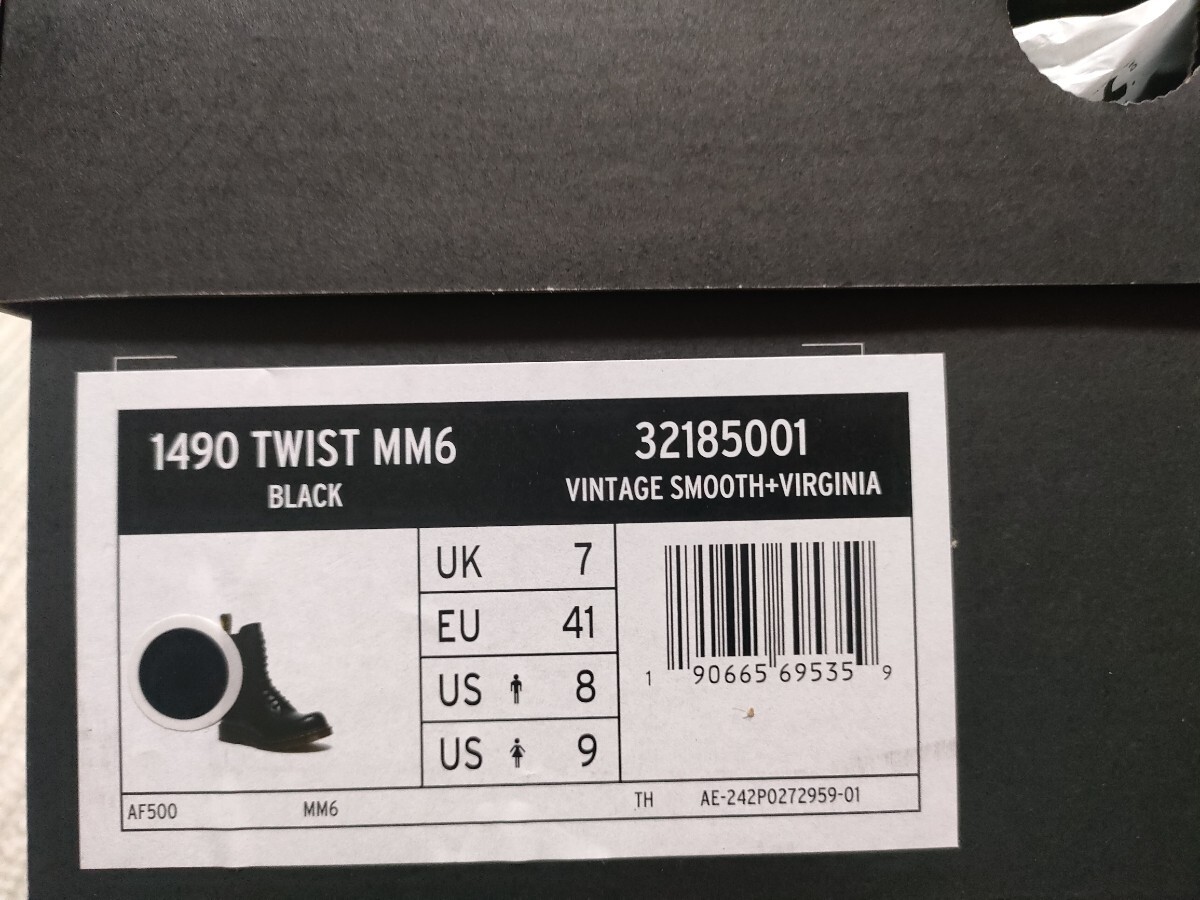 1490 TWIST MM6
BLACK
32185001
VINTAGE SMOOTH+VIRGINIA
UK 7
EU 41
US 8
US 9
1 90665 69535 9
AF500 MM6 TH AE-242P0272959-01